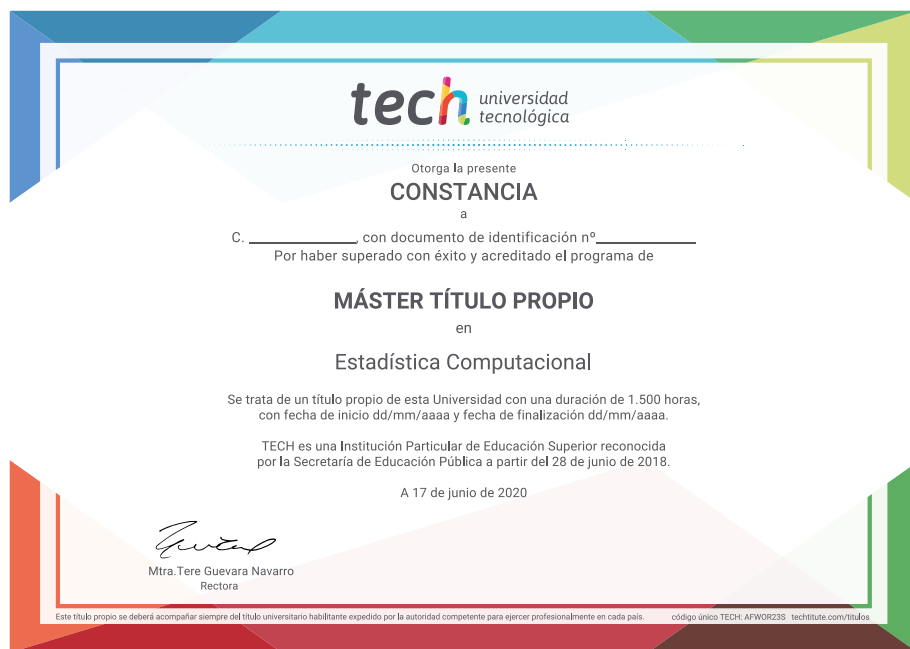 tech universidad
tecnológica
Otorga la presente
CONSTANCIA
a
C. ____________, con documento de identificación nº____________
Por haber superado con éxito y acreditado el programa de
MÁSTER TÍTULO PROPIO
en
Estadística Computacional
Se trata de un título propio de esta Universidad con una duración de 1.500 horas,
con fecha de inicio dd/mm/aaaa y fecha de finalización dd/mm/aaaa.
TECH es una Institución Particular de Educación Superior reconocida
por la Secretaría de Educación Pública a partir del 28 de junio de 2018.
A 17 de junio de 2020
Mtra.Tere Guevara Navarro
Rectora
Este título propio se deberá acompañar siempre del título universitario habilitante expedido por la autoridad competente para ejercer profesionalmente en cada país. código único TECH: AFWOR23S techtitute.com/titulos